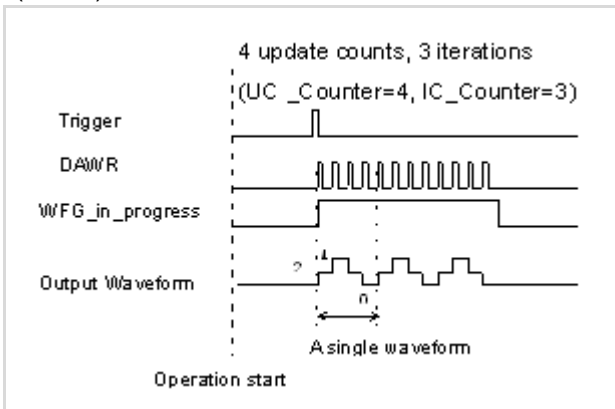 4 update counts, 3 iterations
(UC _Counter=4, IC_Counter=3)
Trigger
DAWR
WFG_in_progress
2
4
Output Waveform
0
A single waveform
Operation start